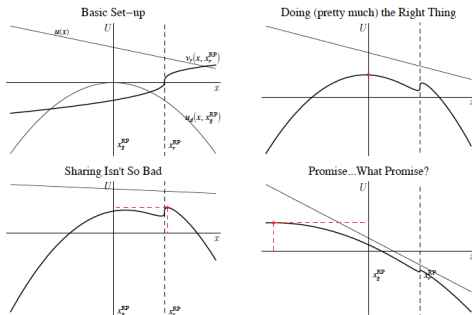 Basic Set-up
U
u(x)
v_r(x, x_r^RP)
x
u_g(x, x_g^RP)
x_g^RP
x_r^RP
Doing (pretty much) the Right Thing
U
x
Sharing Isn't So Bad
U
x
x_g^RP
x_r^RP
Promise...What Promise?
U
x
x_g^RP
x_r^RP